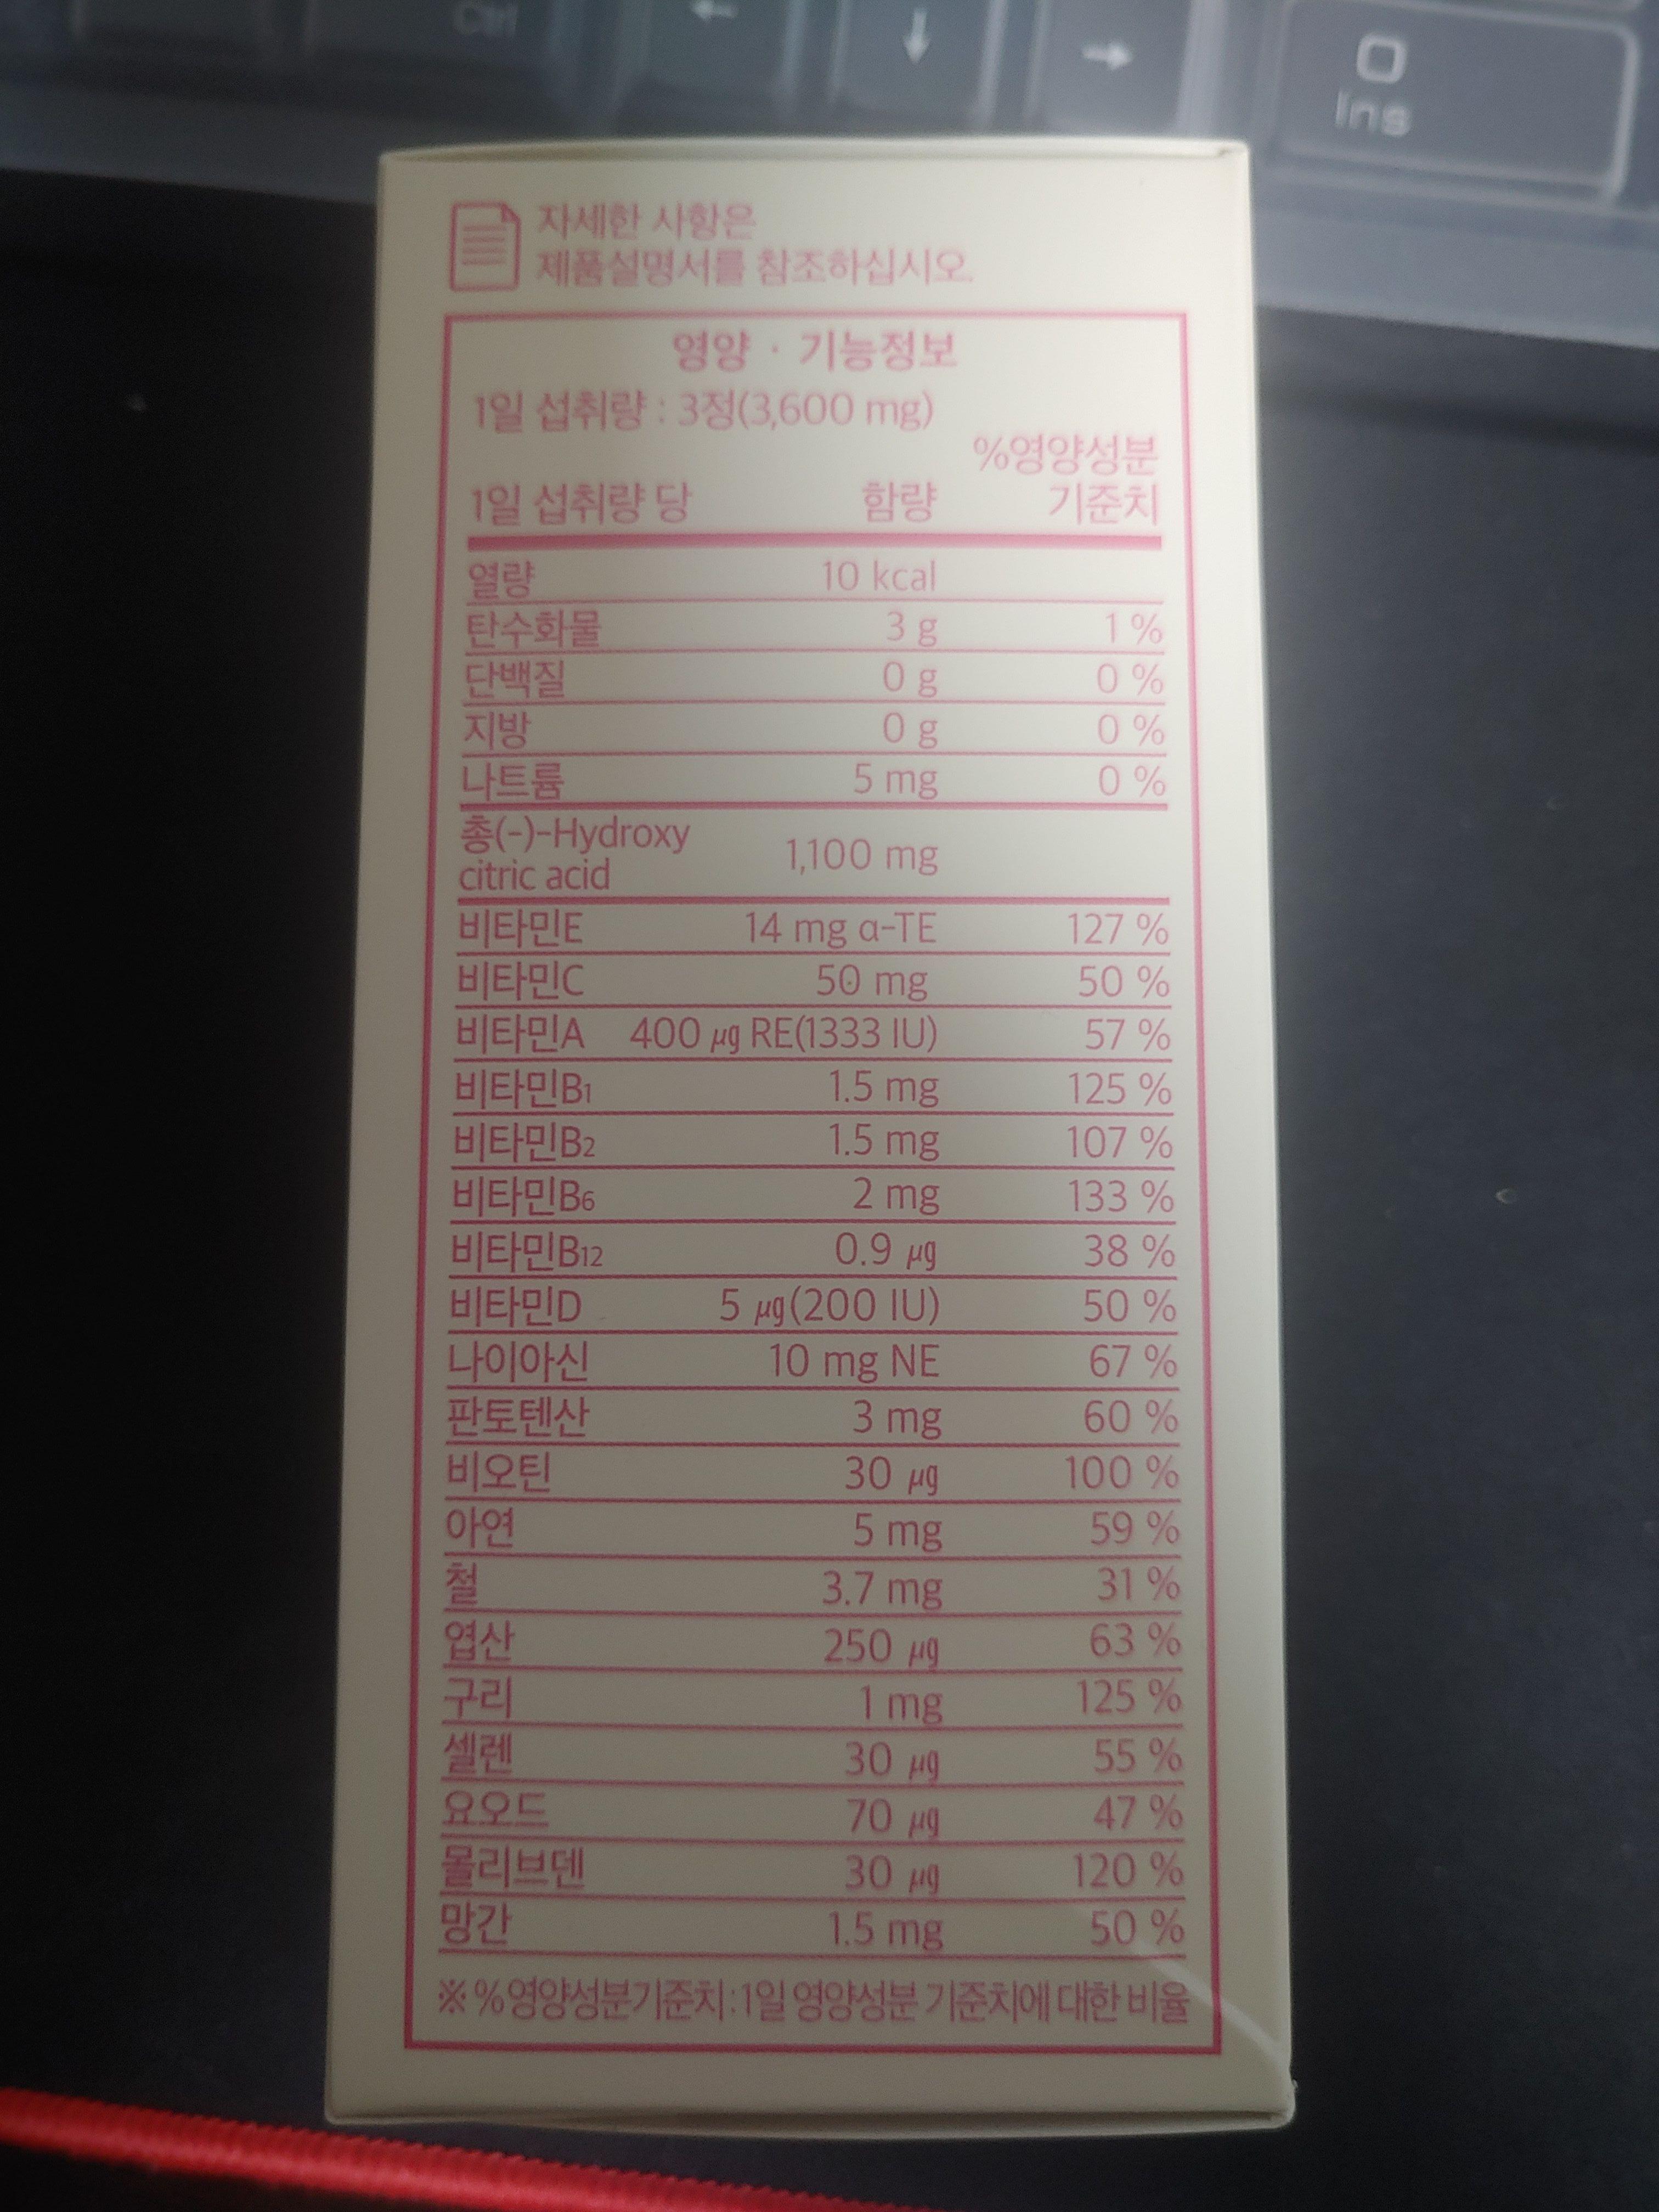 Ctrl
←
↓
→
Ins
자세한 사항은
제품설명서를 참조하십시오.
영양 · 기능정보
1일 섭취량 : 3정(3,600 mg)
1일 섭취량 당 함량 %영양성분 기준치
열량 10 kcal
탄수화물 3 g 1 %
단백질 0 g 0 %
지방 0 g 0 %
나트륨 5 mg 0 %
총(-)-Hydroxy
citric acid 1,100 mg
비타민E 14 mg α-TE 127 %
비타민C 50 mg 50 %
비타민A 400 ㎍ RE(1333 IU) 57 %
비타민B1 1.5 mg 125 %
비타민B2 1.5 mg 107 %
비타민B6 2 mg 133 %
비타민B12 0.9 ㎍ 38 %
비타민D 5 ㎍(200 IU) 50 %
나이아신 10 mg NE 67 %
판토텐산 3 mg 60 %
비오틴 30 ㎍ 100 %
아연 5 mg 59 %
철 3.7 mg 31 %
엽산 250 ㎍ 63 %
구리 1 mg 125 %
셀렌 30 ㎍ 55 %
요오드 70 ㎍ 47 %
몰리브덴 30 ㎍ 120 %
망간 1.5 mg 50 %
※ % 영양성분기준치 : 1일 영양성분 기준치에 대한 비율